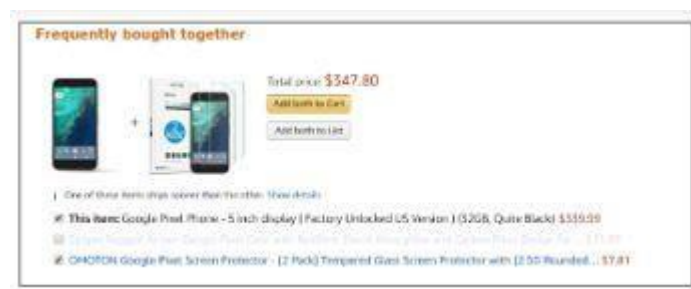 Frequently bought together
Total price: $347.80
Add both to Cart
+
Add both to List
i One of these items ships sooner than the other. Show details
This item: Google Pixel Phone - 5 inch display ( Factory Unlocked US Version ) (32GB, Quite Black) $339.99
OMOTON Google Pixel Screen Protector - [2 Pack] Tempered Glass Screen Protector with [2.5D Rounded... $7.81